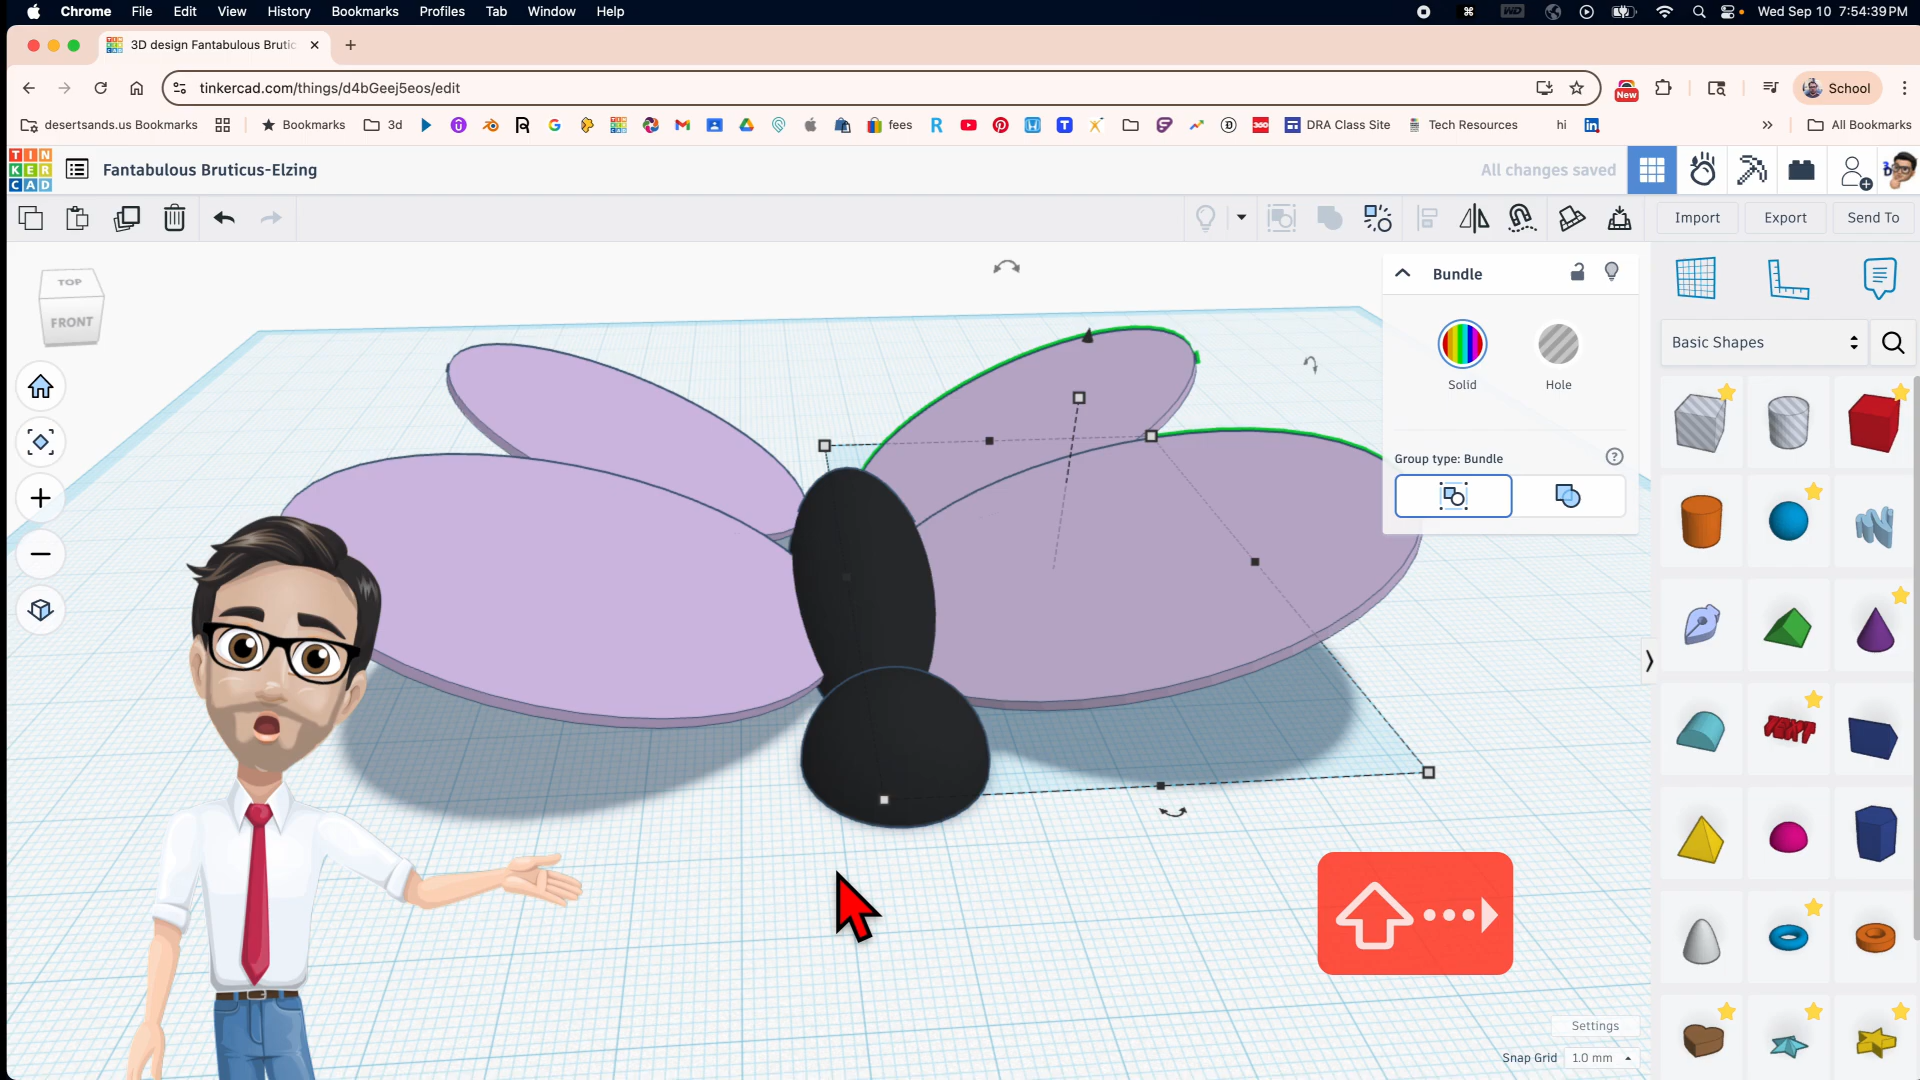 Chrome File Edit View History Bookmarks Profiles Tab Window Help Wed Sep 10 7:54:39 PM
3D design Fantabulous Brutic
tinkercad.com/things/d4bGeej5eos/edit New School
desertsands.us Bookmarks Bookmarks 3d fees DRA Class Site Tech Resources hi All Bookmarks
TINKERCAD
Fantabulous Bruticus-Elzing All changes saved
Import Export Send To
TOP
FRONT
Bundle
Solid Hole
Group type: Bundle
Basic Shapes
TEXT
Settings
Snap Grid 1.0 mm